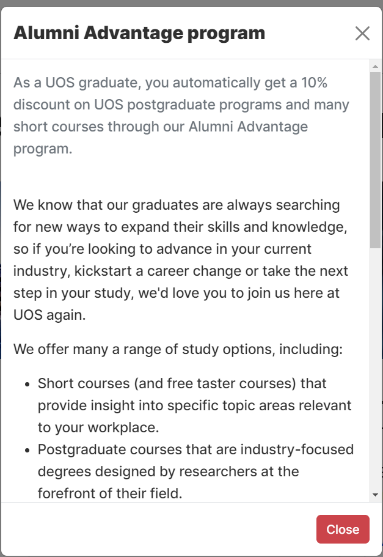 Alumni Advantage program
As a UOS graduate, you automatically get a 10%
discount on UOS postgraduate programs and many
short courses through our Alumni Advantage
program.
We know that our graduates are always searching
for new ways to expand their skills and knowledge,
so if you’re looking to advance in your current
industry, kickstart a career change or take the next
step in your study, we'd love you to join us here at
UOS again.
We offer many a range of study options, including:
• Short courses (and free taster courses) that
provide insight into specific topic areas relevant
to your workplace.
• Postgraduate courses that are industry-focused
degrees designed by researchers at the
forefront of their field.
Close